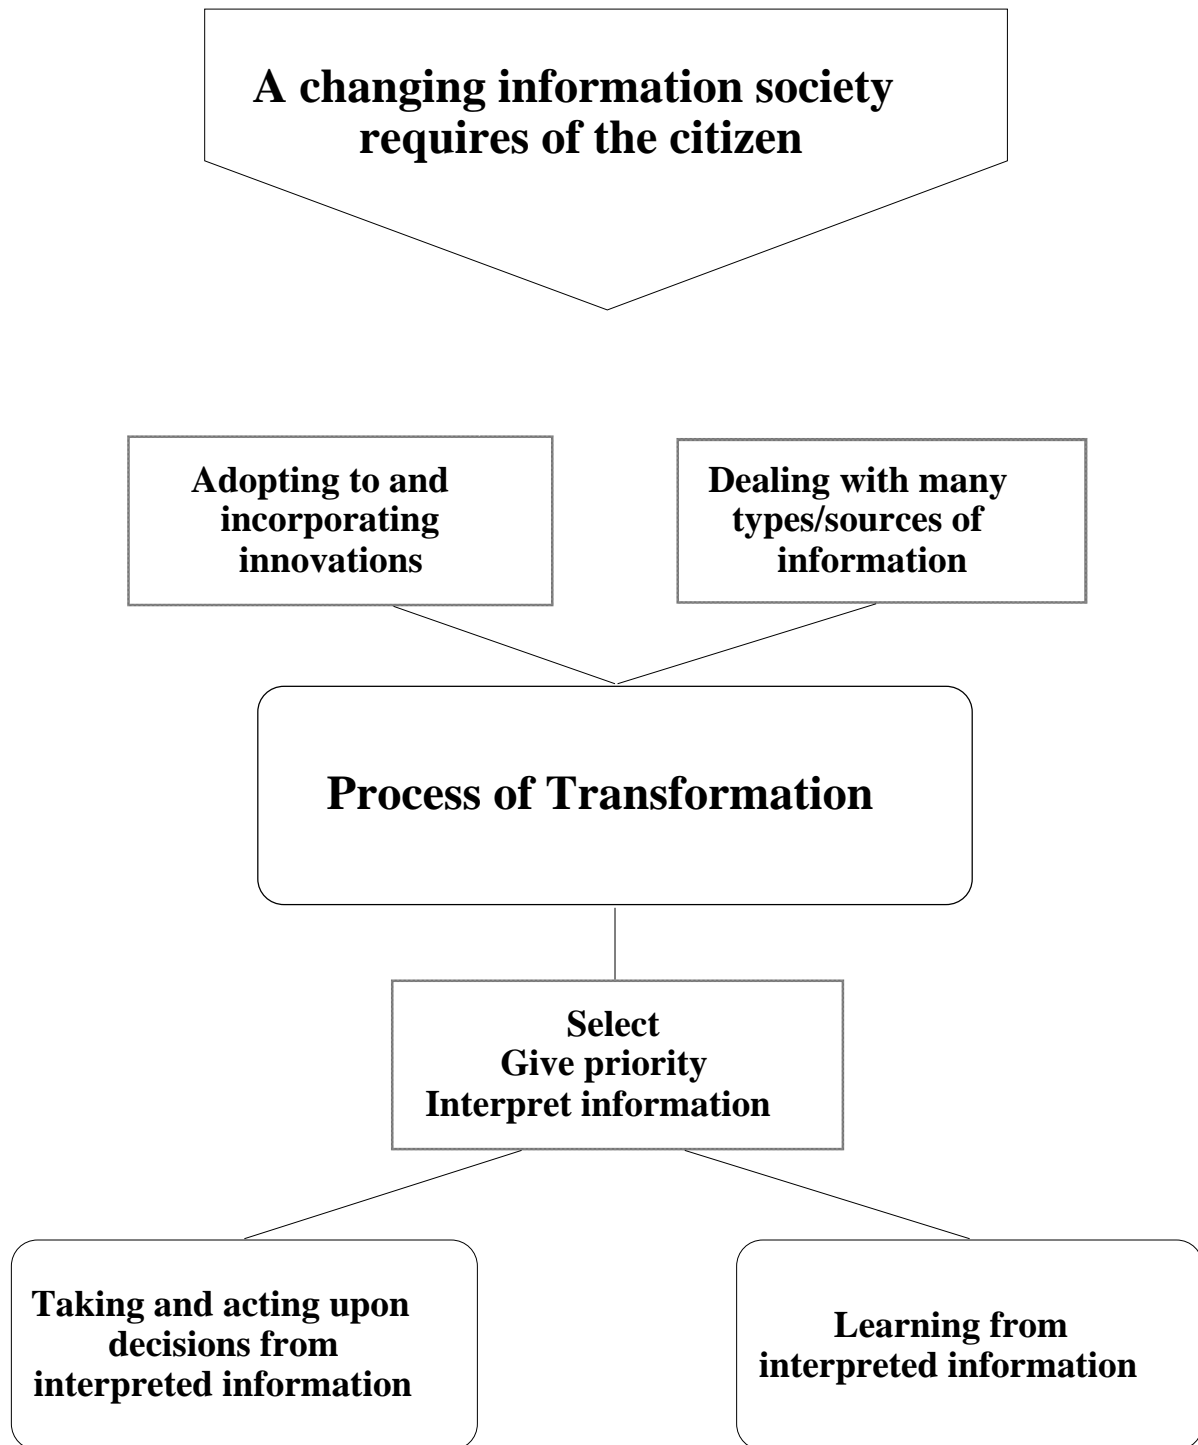 A changing information society
requires of the citizen
Adopting to and
incorporating
innovations
Dealing with many
types/sources of
information
Process of Transformation
Select
Give priority
Interpret information
Taking and acting upon
decisions from
interpreted information
Learning from
interpreted information